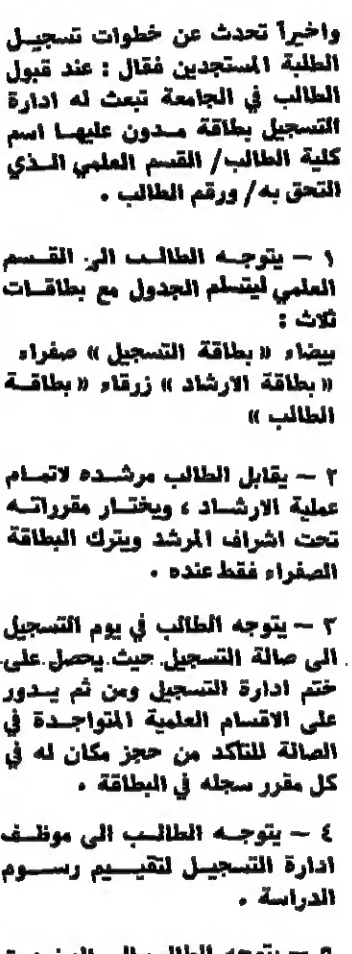 واخيراً تحدث عن خطوات تسجيل
الطلبة المستجدين فقال : عند قبول
الطالب في الجامعة تبعث له ادارة
التسجيل بطاقة مدون عليها اسم
كلية الطالب/ القسم العلمي الذي
التحق به/ ورقم الطالب .
١ – يتوجه الطالب الى القسم
العلمي ليتسلم الجدول مع بطاقات
ثلاث :
بيضاء « بطاقة التسجيل » صفراء
« بطاقة الارشاد » زرقاء « بطاقة
الطالب »
٢ – يقابل الطالب مرشده لاتمام
عملية الارشاد ، ويختار مقرراته
تحت اشراف المرشد ويترك البطاقة
الصفراء فقط عنده .
٣ – يتوجه الطالب في يوم التسجيل
الى صالة التسجيل حيث يحصل على
ختم ادارة التسجيل ومن ثم يدور
على الاقسام العلمية المتواجدة في
الصالة للتأكد من حجز مكان له في
كل مقرر سجله في البطاقة .
٤ – يتوجه الطالب الى موظف
ادارة التسجيل لتقييم رسوم
الدراسة .
يتوجه الطالب الى